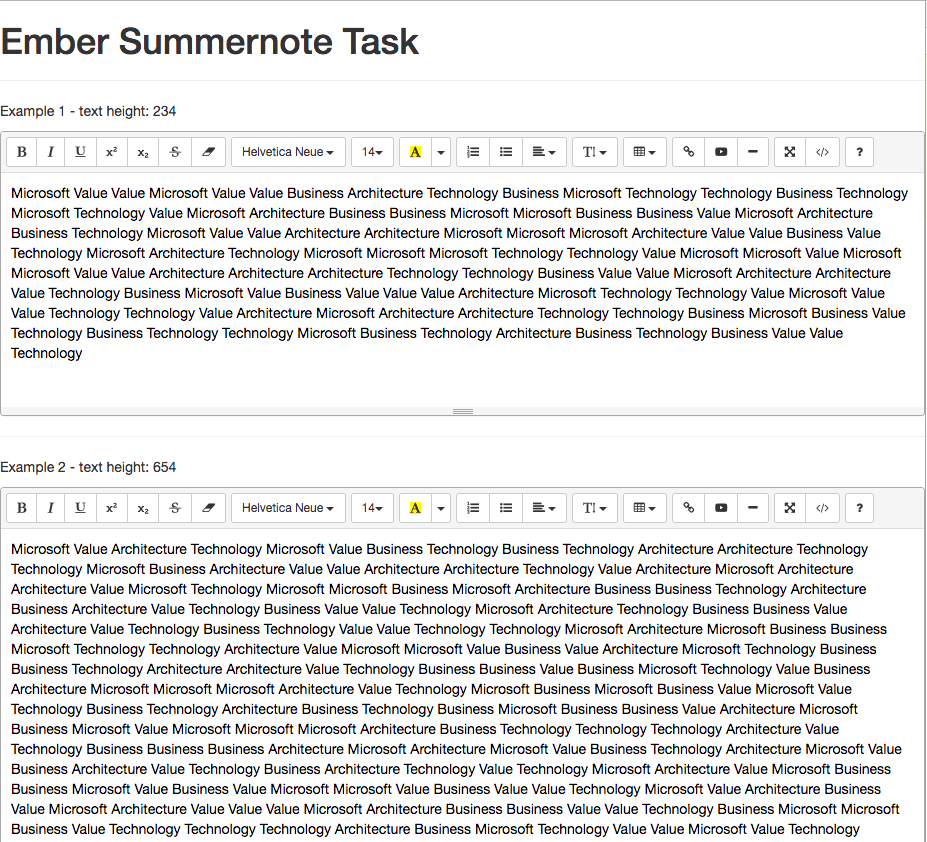 Ember Summernote Task
Example 1 - text height: 234
B I U x² x₂ S Helvetica Neue 14 A TI </> ?
Microsoft Value Value Microsoft Value Value Business Architecture Technology Business Microsoft Technology Technology Business Technology
Microsoft Technology Value Microsoft Architecture Business Business Microsoft Microsoft Business Business Value Microsoft Architecture
Business Technology Microsoft Value Value Architecture Architecture Microsoft Microsoft Microsoft Architecture Value Value Business Value
Technology Microsoft Architecture Technology Microsoft Microsoft Microsoft Technology Technology Value Microsoft Microsoft Value Microsoft
Microsoft Value Value Architecture Architecture Architecture Technology Technology Business Value Value Microsoft Architecture Architecture
Value Technology Business Microsoft Value Business Value Value Value Architecture Microsoft Technology Technology Value Microsoft Value
Value Technology Technology Value Architecture Microsoft Architecture Architecture Technology Technology Business Microsoft Business Value
Technology Business Technology Technology Microsoft Business Technology Architecture Business Technology Business Value Value
Technology
Example 2 - text height: 654
B I U x² x₂ S Helvetica Neue 14 A TI </> ?
Microsoft Value Architecture Technology Microsoft Value Business Technology Business Technology Architecture Architecture Technology
Technology Microsoft Business Architecture Value Value Architecture Architecture Technology Value Architecture Microsoft Architecture
Architecture Value Microsoft Technology Microsoft Microsoft Business Microsoft Architecture Business Business Technology Architecture
Business Architecture Value Technology Business Value Value Technology Microsoft Architecture Technology Business Business Value
Architecture Value Technology Business Technology Value Value Technology Technology Microsoft Architecture Microsoft Business Business
Microsoft Technology Technology Architecture Value Microsoft Microsoft Value Business Value Architecture Microsoft Technology Business
Business Technology Architecture Architecture Value Technology Business Business Value Business Microsoft Technology Value Business
Architecture Microsoft Microsoft Microsoft Architecture Value Technology Microsoft Business Microsoft Business Value Microsoft Value
Technology Business Technology Architecture Business Technology Business Microsoft Business Business Value Architecture Microsoft
Business Microsoft Value Microsoft Microsoft Microsoft Architecture Business Technology Technology Technology Architecture Value
Technology Business Business Business Architecture Microsoft Architecture Microsoft Value Business Technology Architecture Microsoft Value
Business Architecture Value Technology Business Architecture Technology Value Technology Microsoft Architecture Value Microsoft Business
Business Microsoft Value Business Value Microsoft Microsoft Value Business Value Value Technology Microsoft Value Architecture Business
Value Microsoft Architecture Value Value Value Microsoft Architecture Business Business Value Value Technology Business Microsoft Microsoft
Business Value Technology Technology Technology Architecture Business Microsoft Technology Value Value Microsoft Value Technology